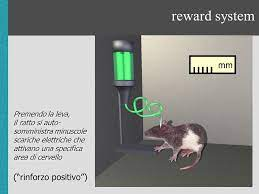 reward system
mm
Premendo la leva,
il ratto si auto-
somministra minuscole
scariche elettriche che
attivano una specifica
area di cervello
("rinforzo positivo")